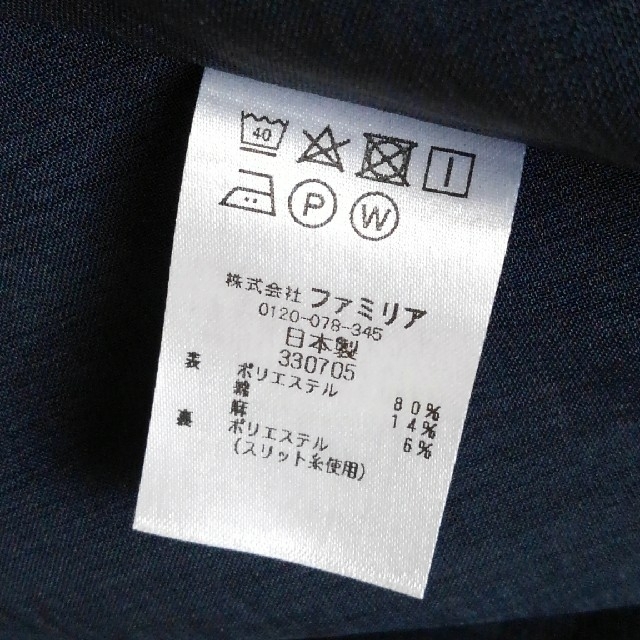 40
P W
株式会社 ファミリア
0120-078-345
日本製
330705
表 ポリエステル 80%
綿 14%
麻 6%
裏 ポリエステル
(スリット糸使用)